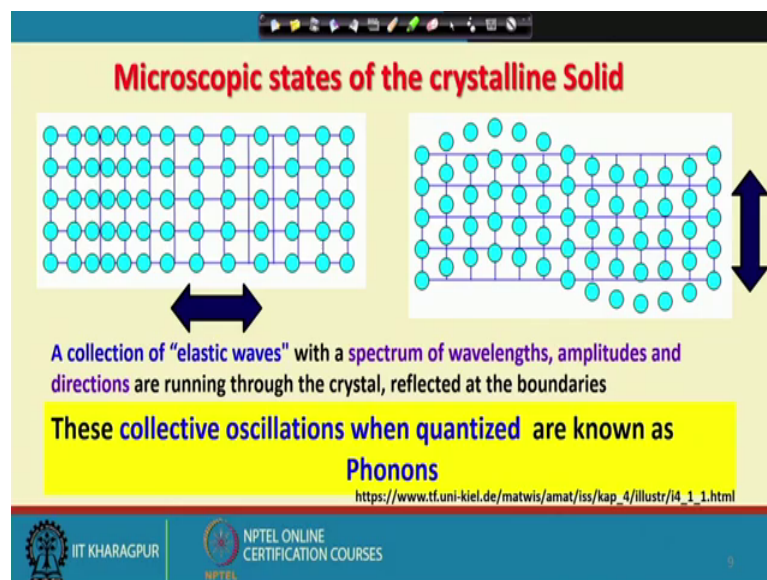 Microscopic states of the crystalline Solid
A collection of “elastic waves" with a spectrum of wavelengths, amplitudes and
directions are running through the crystal, reflected at the boundaries
These collective oscillations when quantized are known as
Phonons
https://www.tf.uni-kiel.de/matwis/amat/iss/kap_4/illustr/i4_1_1.html
IIT KHARAGPUR
NPTEL ONLINE
CERTIFICATION COURSES
NPTEL
9